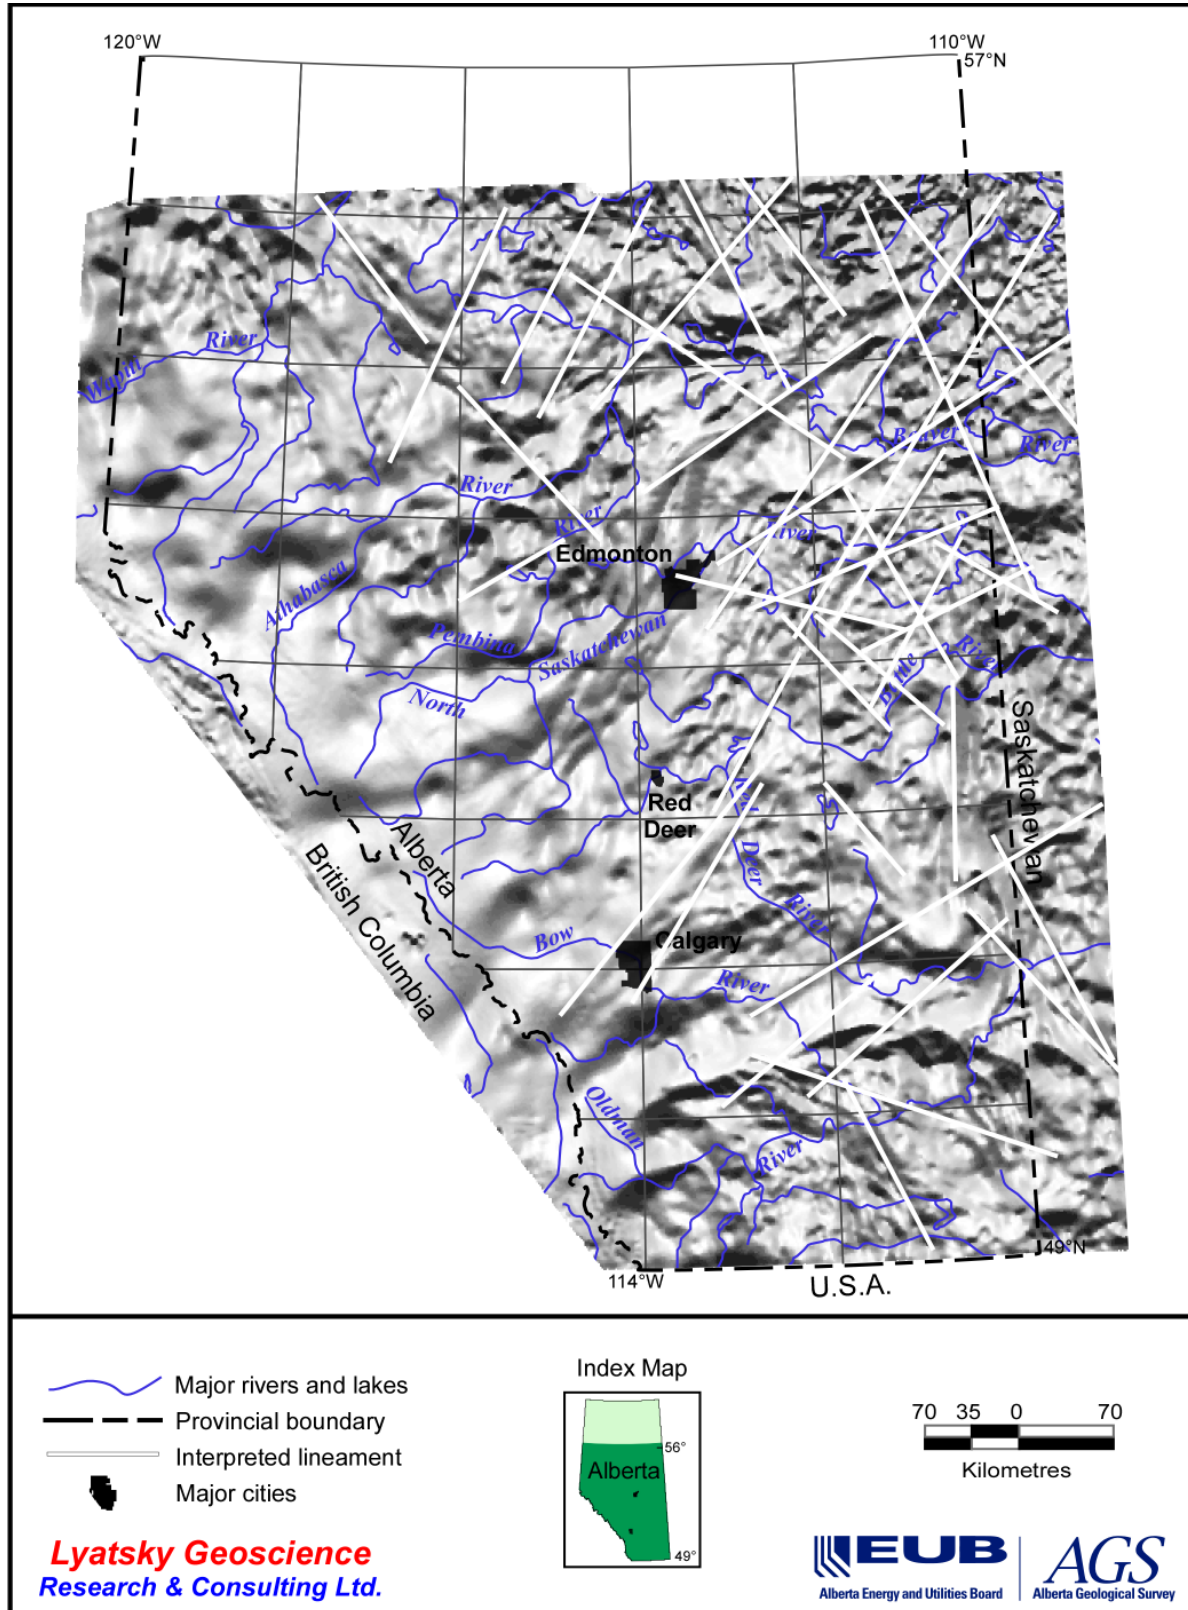 120°W
110°W
57°N
River
Wapiti
Beaver
River
River
River
River
Edmonton
Athabasca
Pembina
Saskatchewan
North
Battle
River
Saskatchewan
Red
Deer
Red
Deer
River
Alberta
British Columbia
Bow
Calgary
River
Oldman
River
49°N
114°W
U.S.A.
Major rivers and lakes
Provincial boundary
Interpreted lineament
Major cities
Index Map
56°
Alberta
49°
70 35 0 70
Kilometres
Lyatsky Geoscience
Research & Consulting Ltd.
EUB
Alberta Energy and Utilities Board
AGS
Alberta Geological Survey